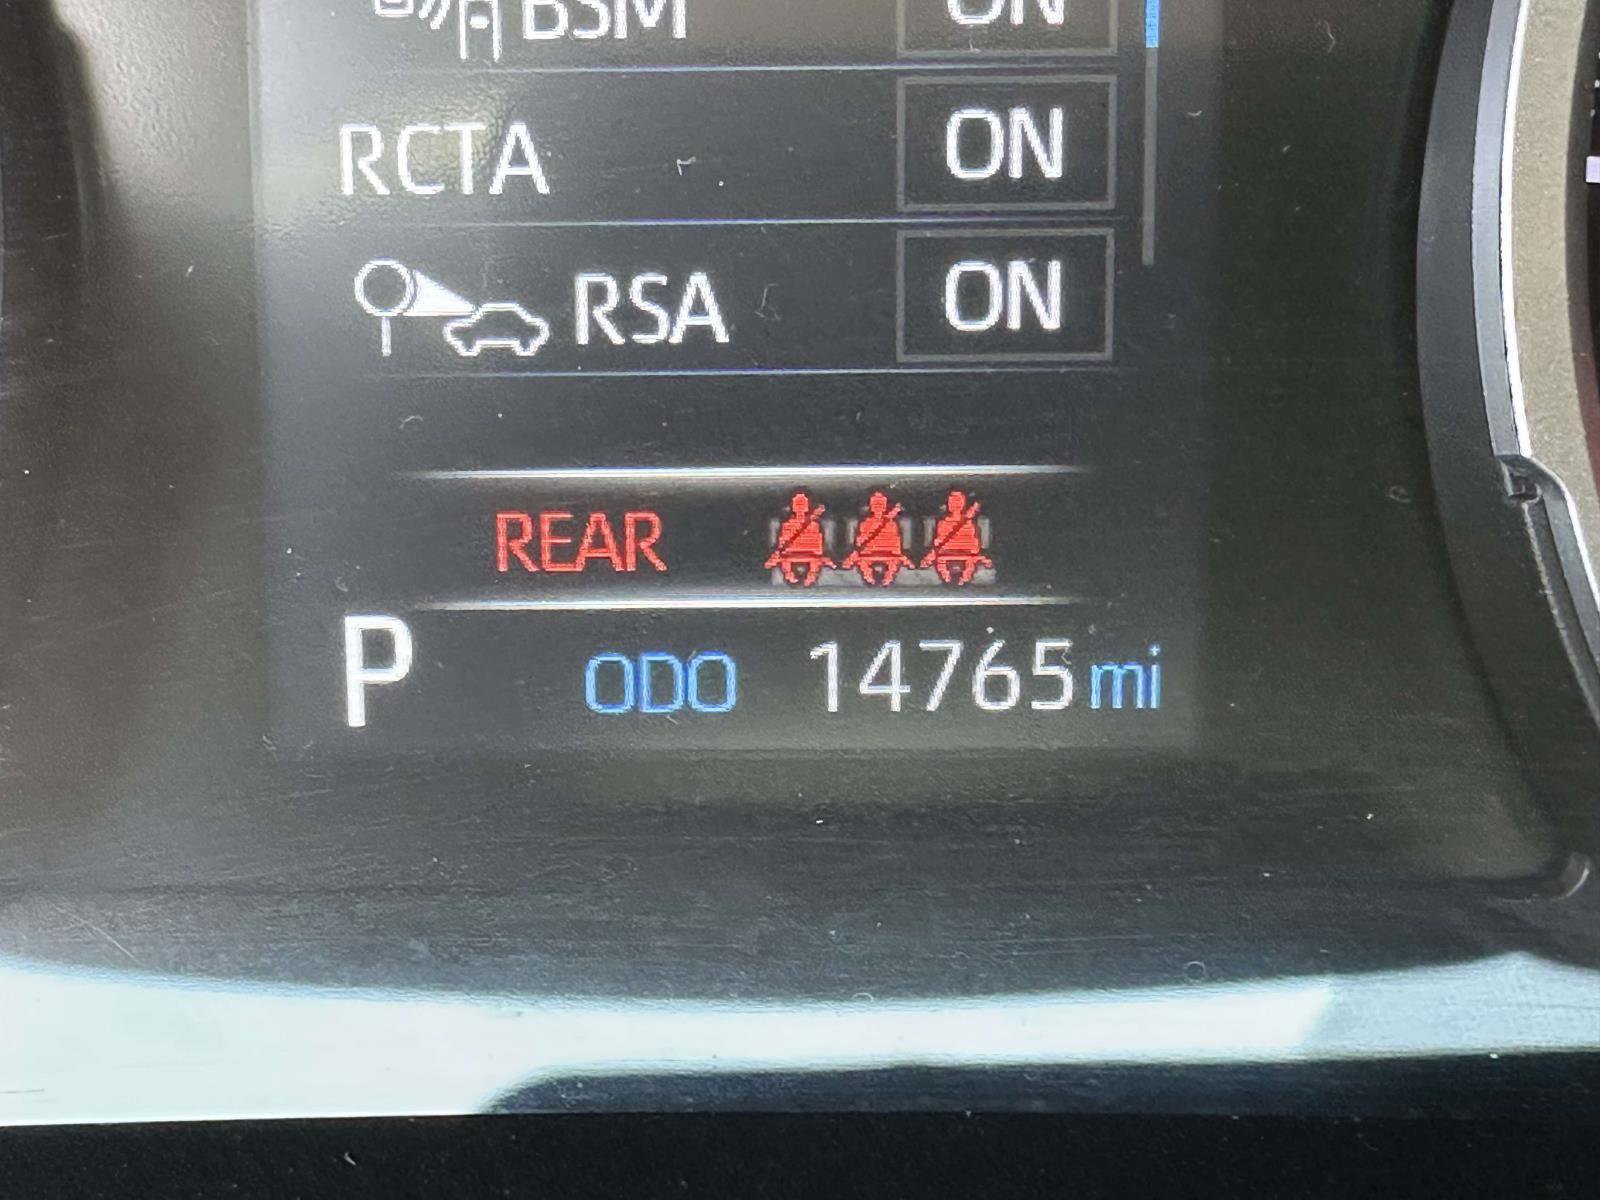 BSM ON
RCTA ON
RSA ON
REAR
P ODO 14765 mi